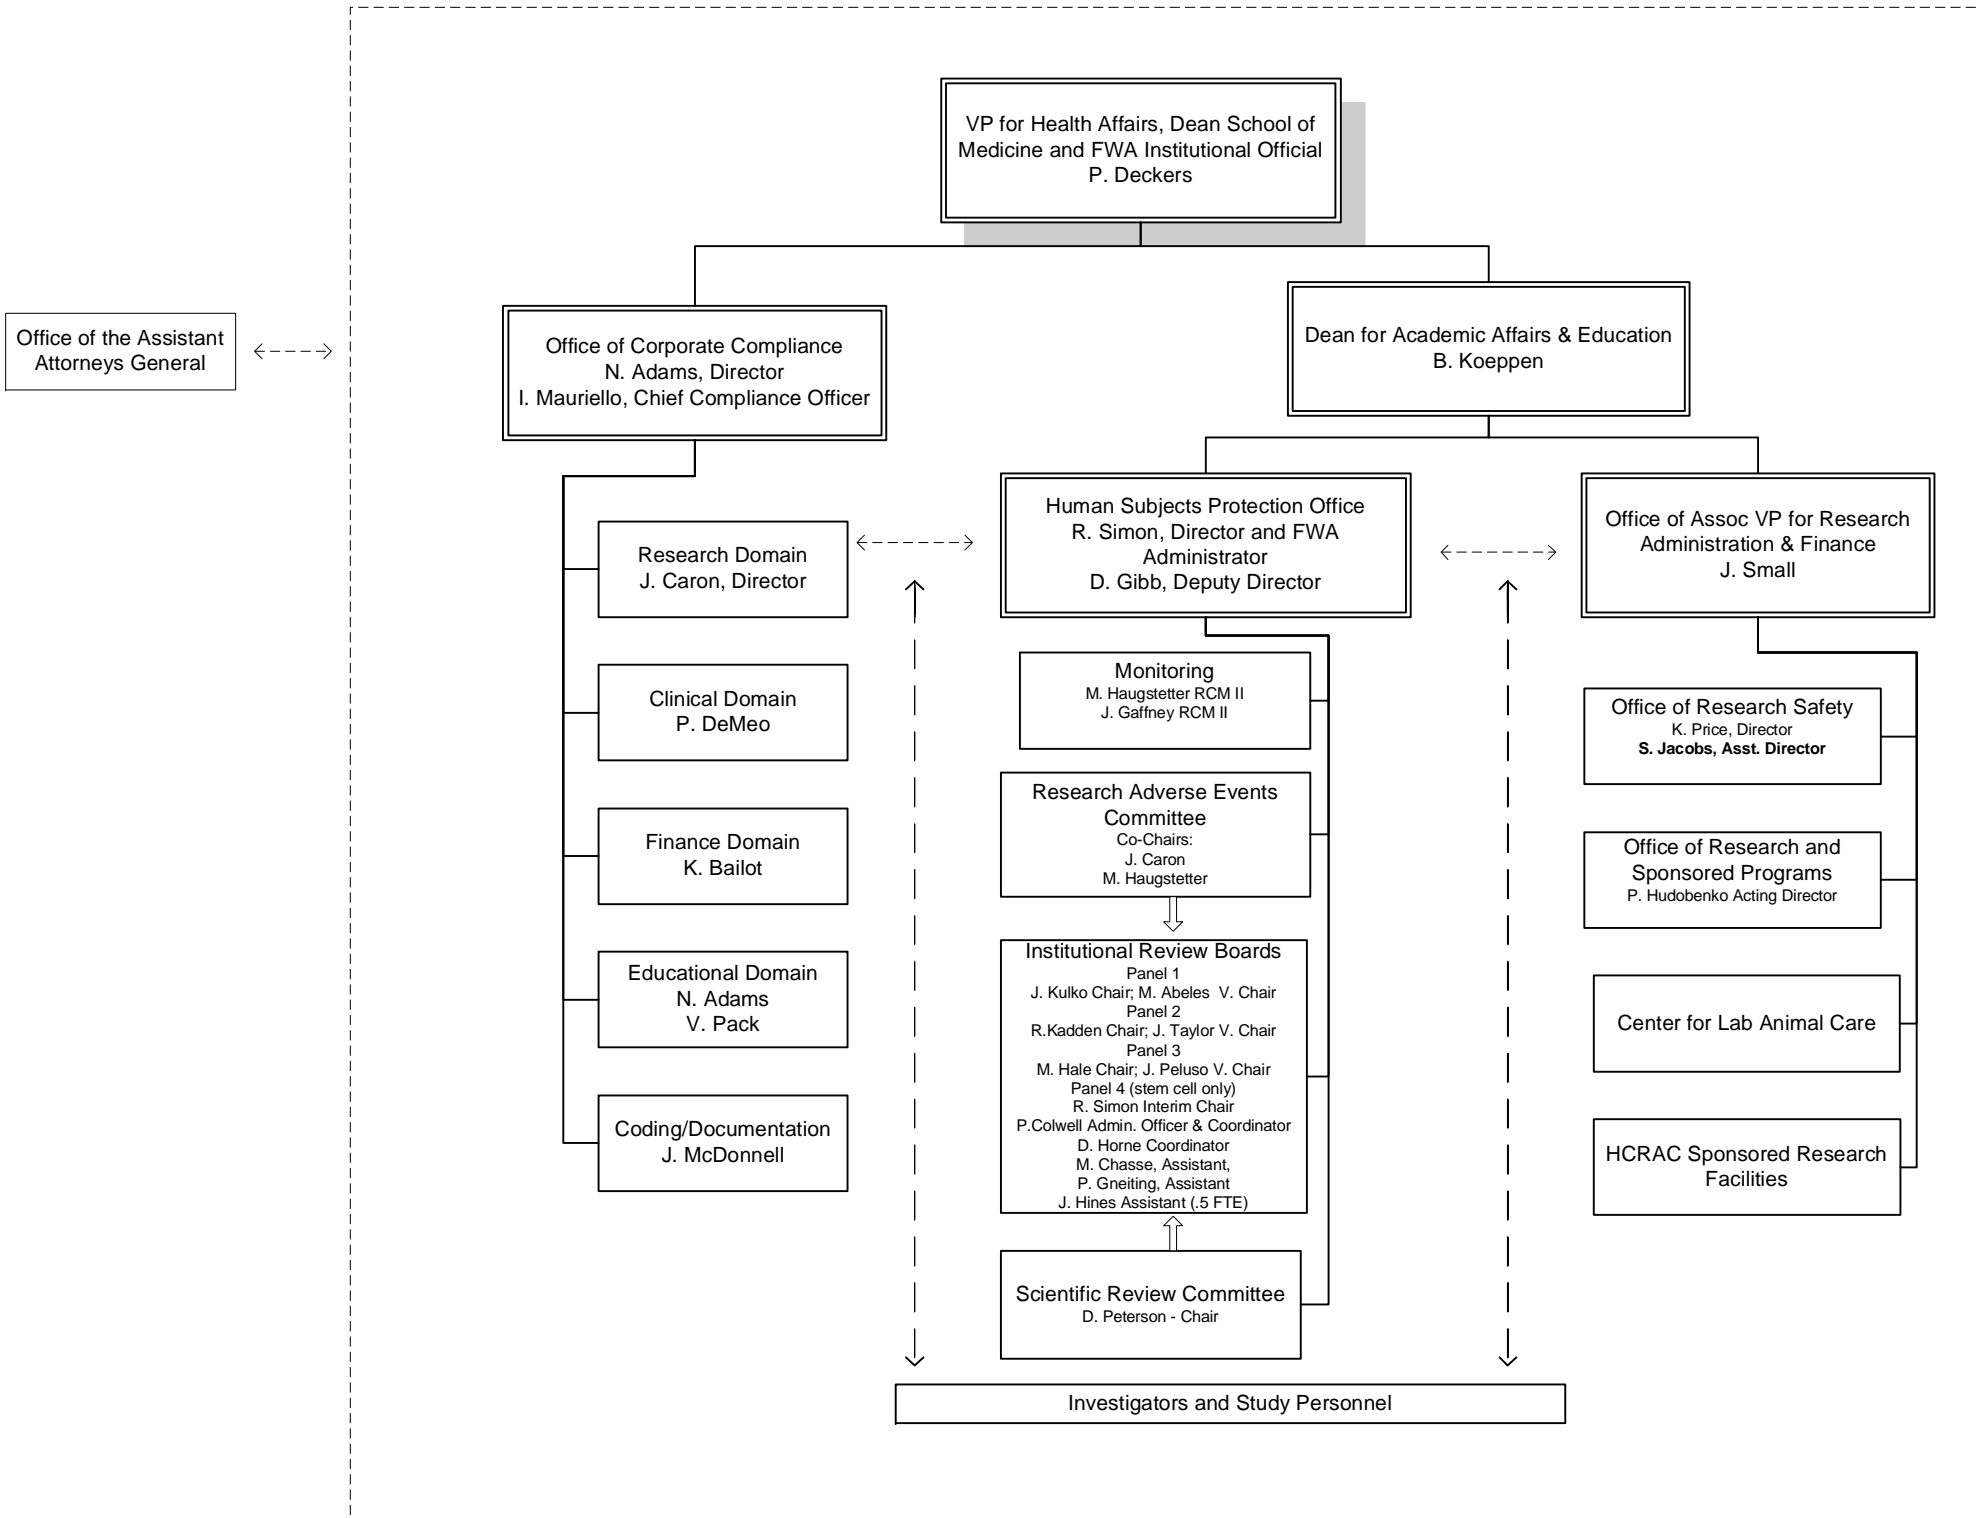 VP for Health Affairs, Dean School of
Medicine and FWA Institutional Official
P. Deckers
Office of the Assistant
Attorneys General
Office of Corporate Compliance
N. Adams, Director
I. Mauriello, Chief Compliance Officer
Dean for Academic Affairs & Education
B. Koeppen
Research Domain
J. Caron, Director
Clinical Domain
P. DeMeo
Finance Domain
K. Bailot
Educational Domain
N. Adams
V. Pack
Coding/Documentation
J. McDonnell
Human Subjects Protection Office
R. Simon, Director and FWA
Administrator
D. Gibb, Deputy Director
Monitoring
M. Haugstetter RCM II
J. Gaffney RCM II
Research Adverse Events
Committee
Co-Chairs:
J. Caron
M. Haugstetter
Institutional Review Boards
Panel 1
J. Kulko Chair; M. Abeles  V. Chair
Panel 2
R.Kadden Chair; J. Taylor V. Chair
Panel 3
M. Hale Chair; J. Peluso V. Chair
Panel 4 (stem cell only)
R. Simon Interim Chair
P.Colwell Admin. Officer & Coordinator
D. Horne Coordinator
M. Chasse, Assistant,
P. Gneiting, Assistant
J. Hines Assistant (.5 FTE)
Scientific Review Committee
D. Peterson - Chair
Office of Assoc VP for Research
Administration & Finance
J. Small
Office of Research Safety
K. Price, Director
S. Jacobs, Asst. Director
Office of Research and
Sponsored Programs
P. Hudobenko Acting Director
Center for Lab Animal Care
HCRAC Sponsored Research
Facilities
Investigators and Study Personnel